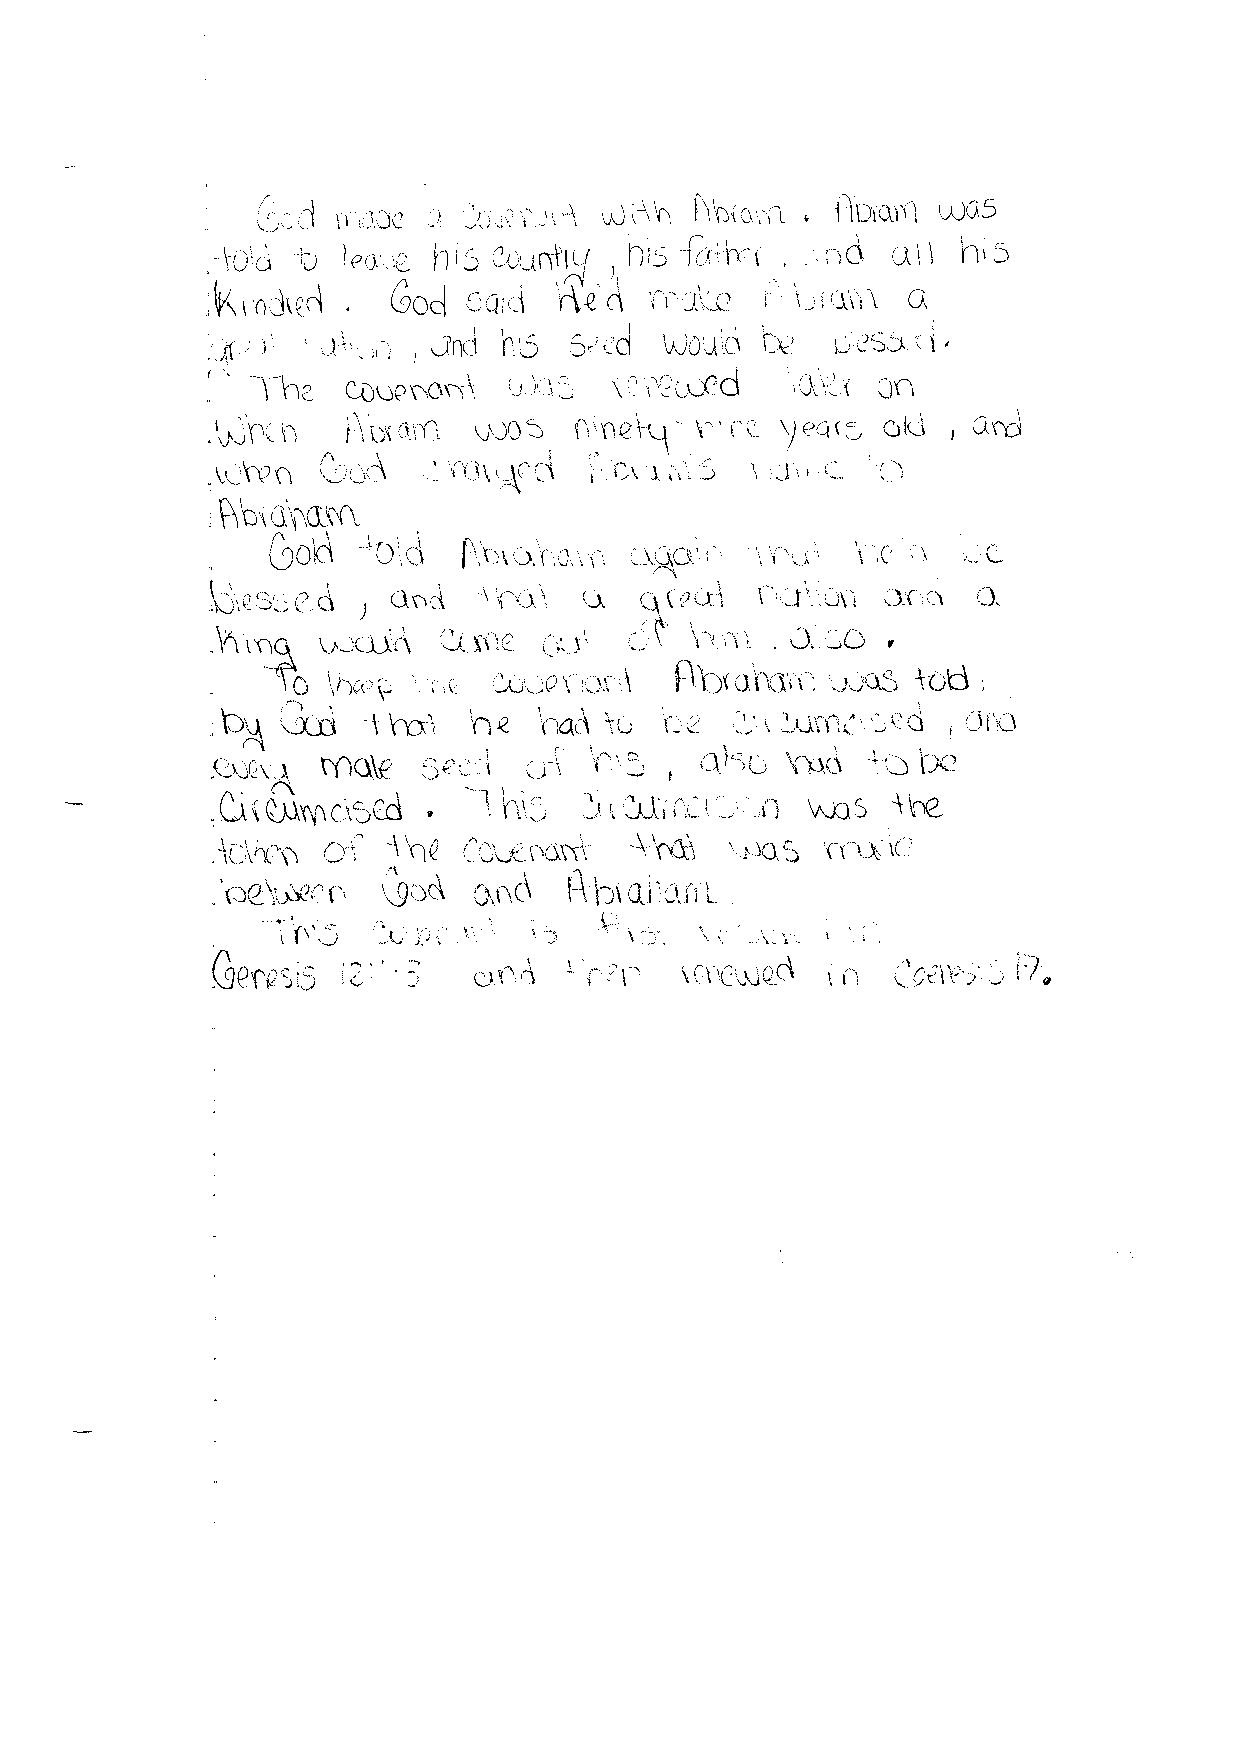 God made a covenant with Abram. Abram was
told to leave his country, his father, and all his
Kindred. God said He'd make Abram a
great nation, and his seed would be blessed.
The covenant was renewed later on
When Abram was ninety-nine years old, and
when God changed Abram's name to
Abraham
Gold told Abraham again that he'd be
blessed, and that a great nation and a
King would come out of him, also.
To keep the covenant Abraham was told
by God that he had to be circumcised, and
every male seed of his, also had to be
Circumcised. This circumcision was the
token of the covenant that was made
between God and Abraham.
This is first in
Genesis 12:1-3 and then renewed in Genesis 17.